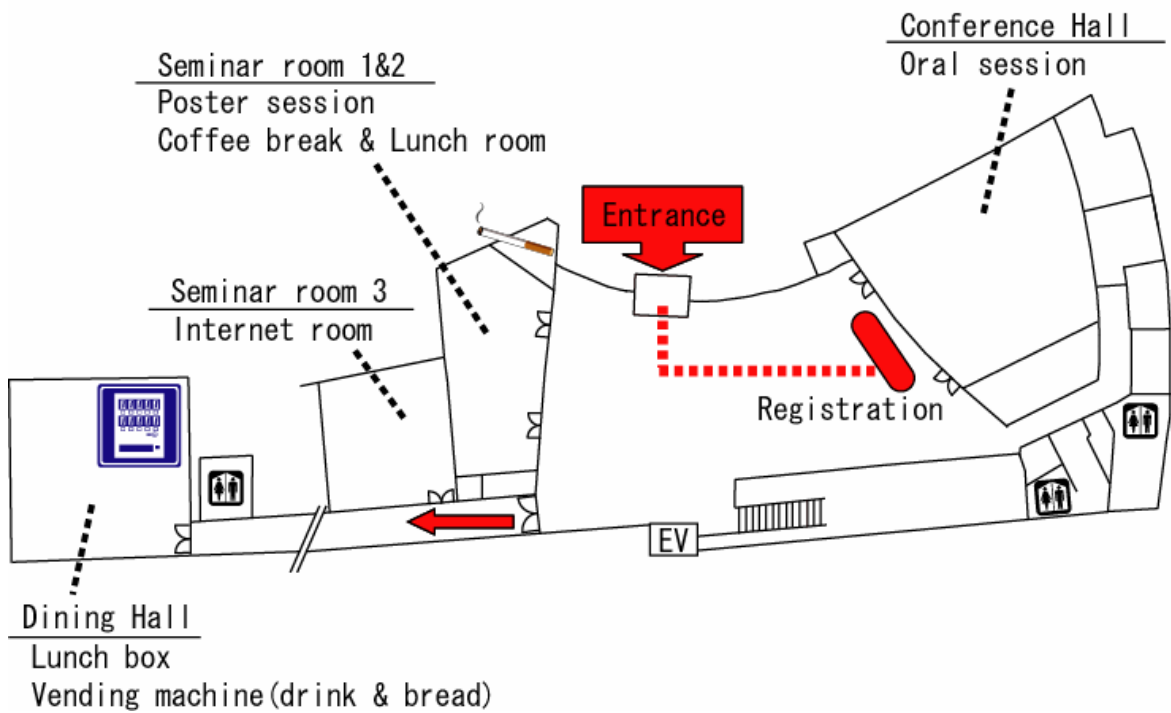 Conference Hall
Oral session
Seminar room 1&2
Poster session
Coffee break & Lunch room
Entrance
Seminar room 3
Internet room
Registration
EV
Dining Hall
Lunch box
Vending machine(drink & bread)